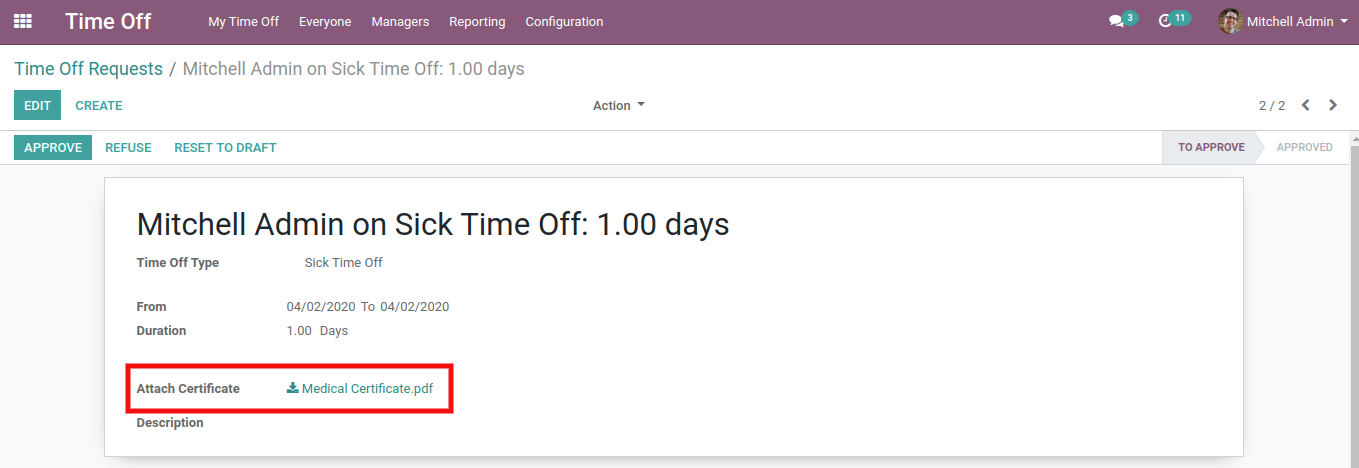 Time Off My Time Off Everyone Managers Reporting Configuration 3 11 Mitchell Admin
Time Off Requests / Mitchell Admin on Sick Time Off: 1.00 days
EDIT CREATE Action 2 / 2
APPROVE REFUSE RESET TO DRAFT TO APPROVE APPROVED
Mitchell Admin on Sick Time Off: 1.00 days
Time Off Type Sick Time Off
From 04/02/2020 To 04/02/2020
Duration 1.00 Days
Attach Certificate Medical Certificate.pdf
Description